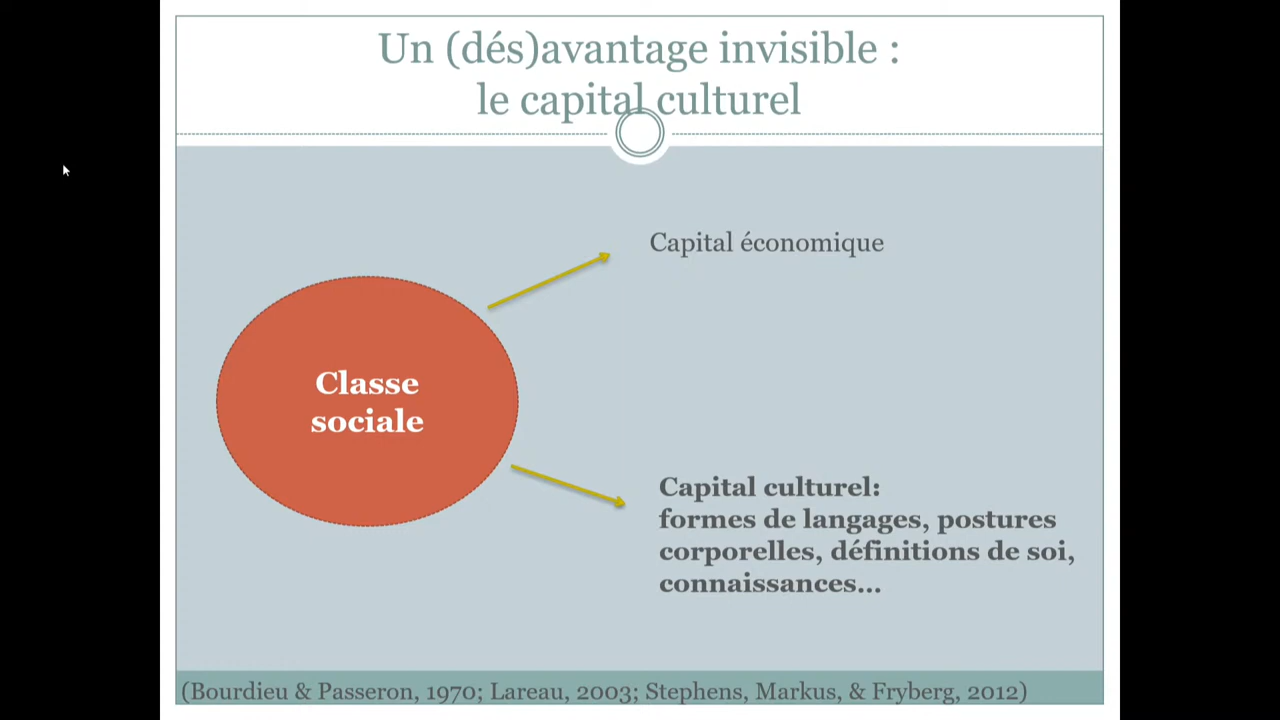 Un (dés)avantage invisible :
le capital culturel
Capital économique
Classe
sociale
Capital culturel:
formes de langages, postures
corporelles, définitions de soi,
connaissances...
(Bourdieu & Passeron, 1970; Lareau, 2003; Stephens, Markus, & Fryberg, 2012)